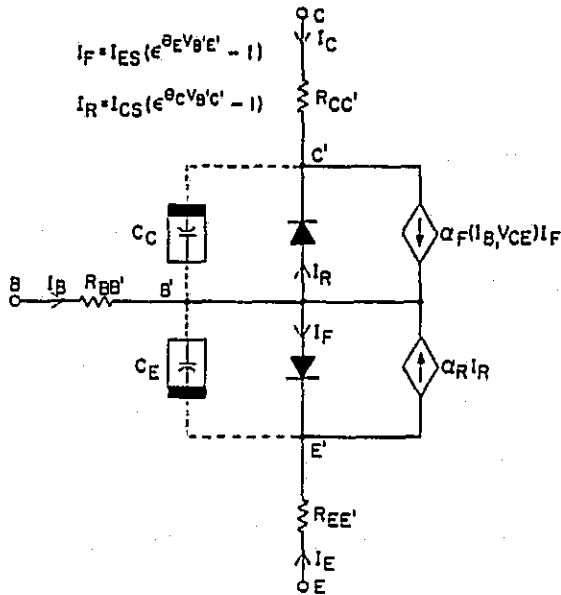 C
I_C
I_F = I_ES(ϵ^θ_E V_B'E' - 1)
I_R = I_CS(ϵ^θ_C V_B'C' - 1)
R_CC'
C'
C_C
α_F(I_B, V_CE)I_F
I_R
B
I_B
R_BB'
B'
I_F
C_E
α_R I_R
E'
R_EE'
I_E
E